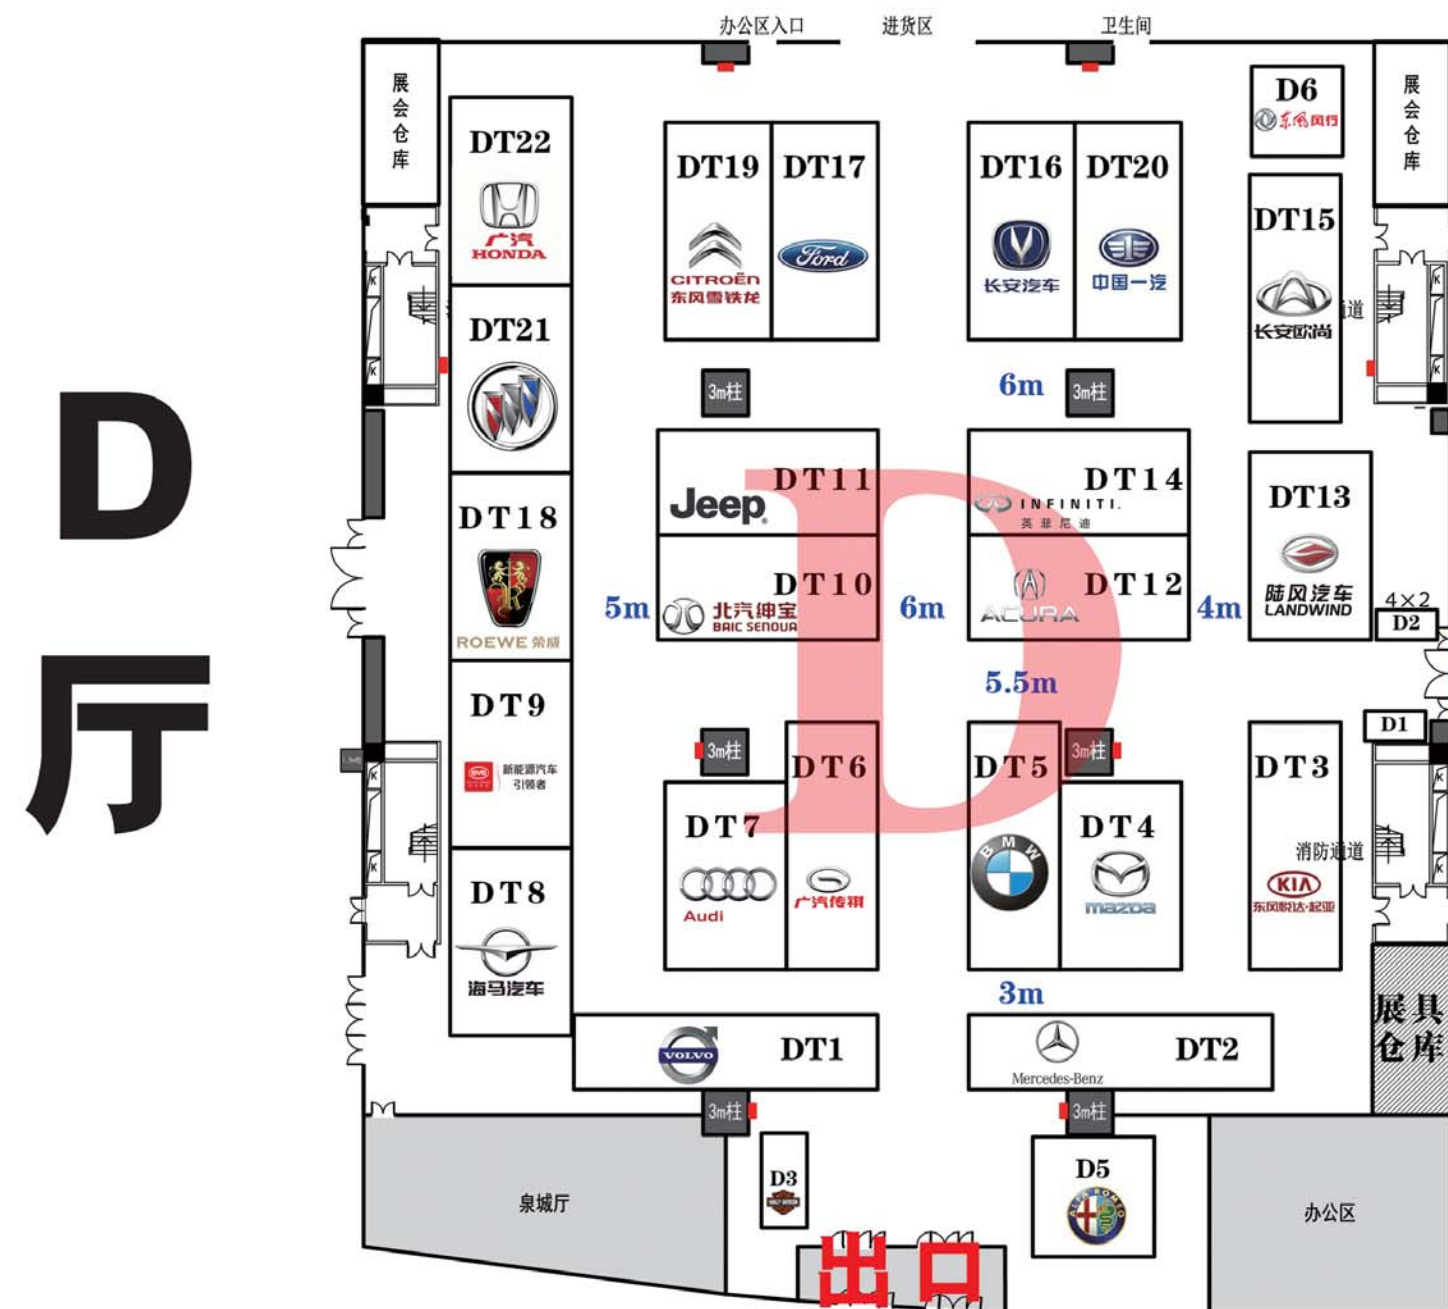 办公区入口
进货区
卫生间
展会仓库
展会仓库
D6
东风风行
DT22
广汽
HONDA
DT19
CITROËN
东风雪铁龙
DT17
Ford
DT16
长安汽车
DT20
中国一汽
DT15
长安欧尚
通道
K
K
K
K
DT21
3m柱
6m
3m柱
D
厅
DT18
ROEWE 荣威
DT11
Jeep
DT14
INFINITI
英菲尼迪
DT13
陆风汽车
LANDWIND
D
DT10
北汽绅宝
BAIC SENOVA
DT12
ACURA
5m
6m
4m
4×2
D2
5.5m
D1
DT9
BYD
新能源汽车
引领者
3m柱
DT6
广汽传祺
DT5
BMW
3m柱
DT3
KIA
东风悦达·起亚
消防通道
K
K
K
K
DT7
Audi
DT4
mazda
DT8
海马汽车
3m
展具
仓库
VOLVO
DT1
Mercedes-Benz
DT2
3m柱
3m柱
泉城厅
D3
D5
ALFA ROMEO
办公区
出口